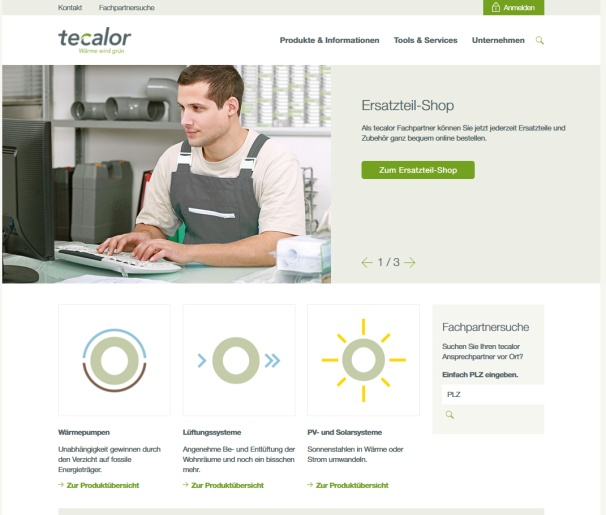 Kontakt Fachpartnersuche Anmelden
tecalor
Wärme wird grün
Produkte & Informationen Tools & Services Unternehmen
Ersatzteil-Shop
Als tecalor Fachpartner können Sie jetzt jederzeit Ersatzteile und
Zubehör ganz bequem online bestellen.
Zum Ersatzteil-Shop
← 1 / 3 →
Wärmepumpen
Unabhängigkeit gewinnen durch
den Verzicht auf fossile
Energieträger.
→ Zur Produktübersicht
Lüftungssysteme
Angenehme Be- und Entlüftung der
Wohnräume und noch ein bisschen
mehr.
→ Zur Produktübersicht
PV- und Solarsysteme
Sonnenstahlen in Wärme oder
Strom umwandeln.
→ Zur Produktübersicht
Fachpartnersuche
Suchen Sie Ihren tecalor
Ansprechpartner vor Ort?
Einfach PLZ eingeben.
PLZ